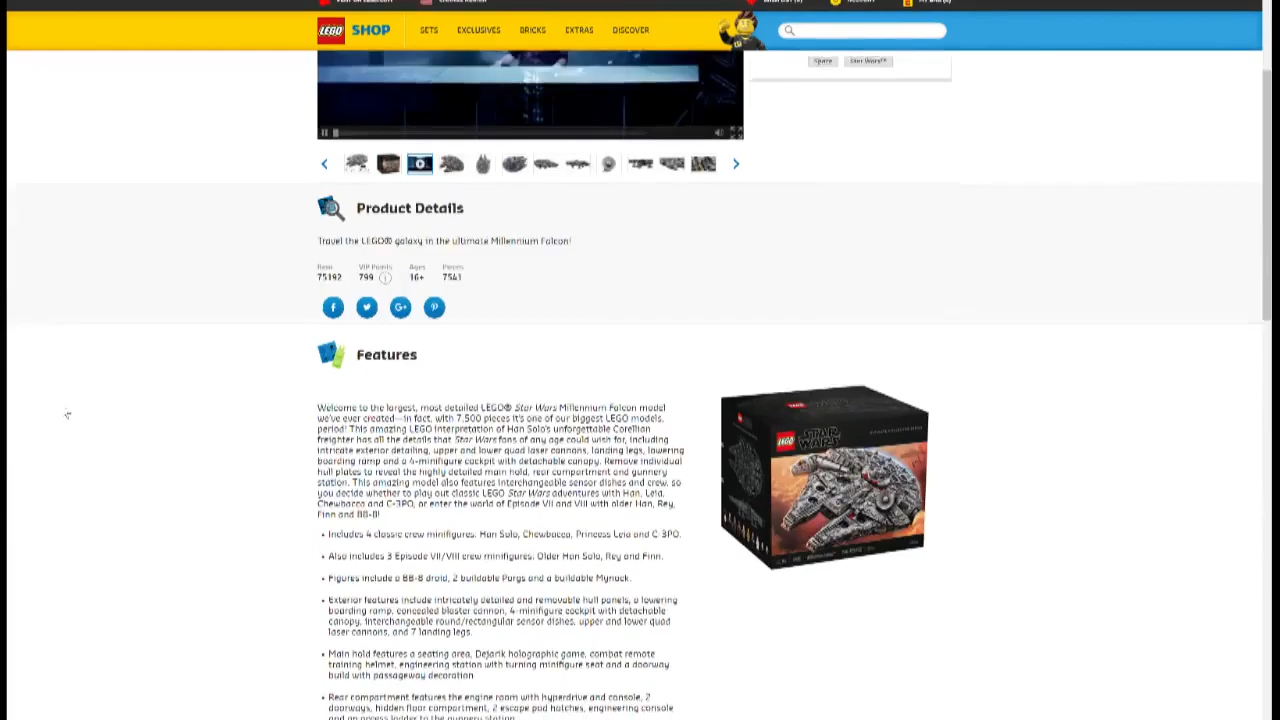 LEGO SHOP SETS EXCLUSIVES BRICKS EXTRAS DISCOVER
Space Star Wars™
Product Details
Travel the LEGO® galaxy in the ultimate Millennium Falcon!
Item VIP Points Ages Pieces
75192 799 16+ 7541
Features
Welcome to the largest, most detailed LEGO® Star Wars Millennium Falcon model
we've ever created—in fact, with 7,500 pieces it's one of our biggest LEGO models,
period! This amazing LEGO interpretation of Han Solo's unforgettable Corellian
freighter has all the details that Star Wars fans of any age could wish for, including
intricate exterior detailing, upper and lower quad laser cannons, landing legs, lowering
boarding ramp and a 4-minifigure cockpit with detachable canopy. Remove individual
hull plates to reveal the highly detailed main hold, rear compartment and gunnery
station. This amazing model also features interchangeable sensor dishes and crew, so
you decide whether to play out classic LEGO Star Wars adventures with Han, Leia,
Chewbacca and C-3PO, or enter the world of Episode VII and VIII with older Han, Rey,
Finn and BB-8!
• Includes 4 classic crew minifigures: Han Solo, Chewbacca, Princess Leia and C-3PO.
• Also includes 3 Episode VII/VIII crew minifigures: Older Han Solo, Rey and Finn.
• Figures include a BB-8 droid, 2 buildable Porgs and a buildable Mynock.
• Exterior features include intricately detailed and removable hull panels, a lowering
boarding ramp, concealed blaster cannon, 4-minifigure cockpit with detachable
canopy, interchangeable round/rectangular sensor dishes, upper and lower quad
laser cannons, and 7 landing legs.
• Main hold features a seating area, Dejarik holographic game, combat remote
training helmet, engineering station with turning minifigure seat and a doorway
build with passageway decoration.
• Rear compartment features the engine room with hyperdrive and console, 2
doorways, hidden floor compartment, 2 escape pod hatches, engineering console
and an access ladder to the gunnery station.
LEGO STAR WARS